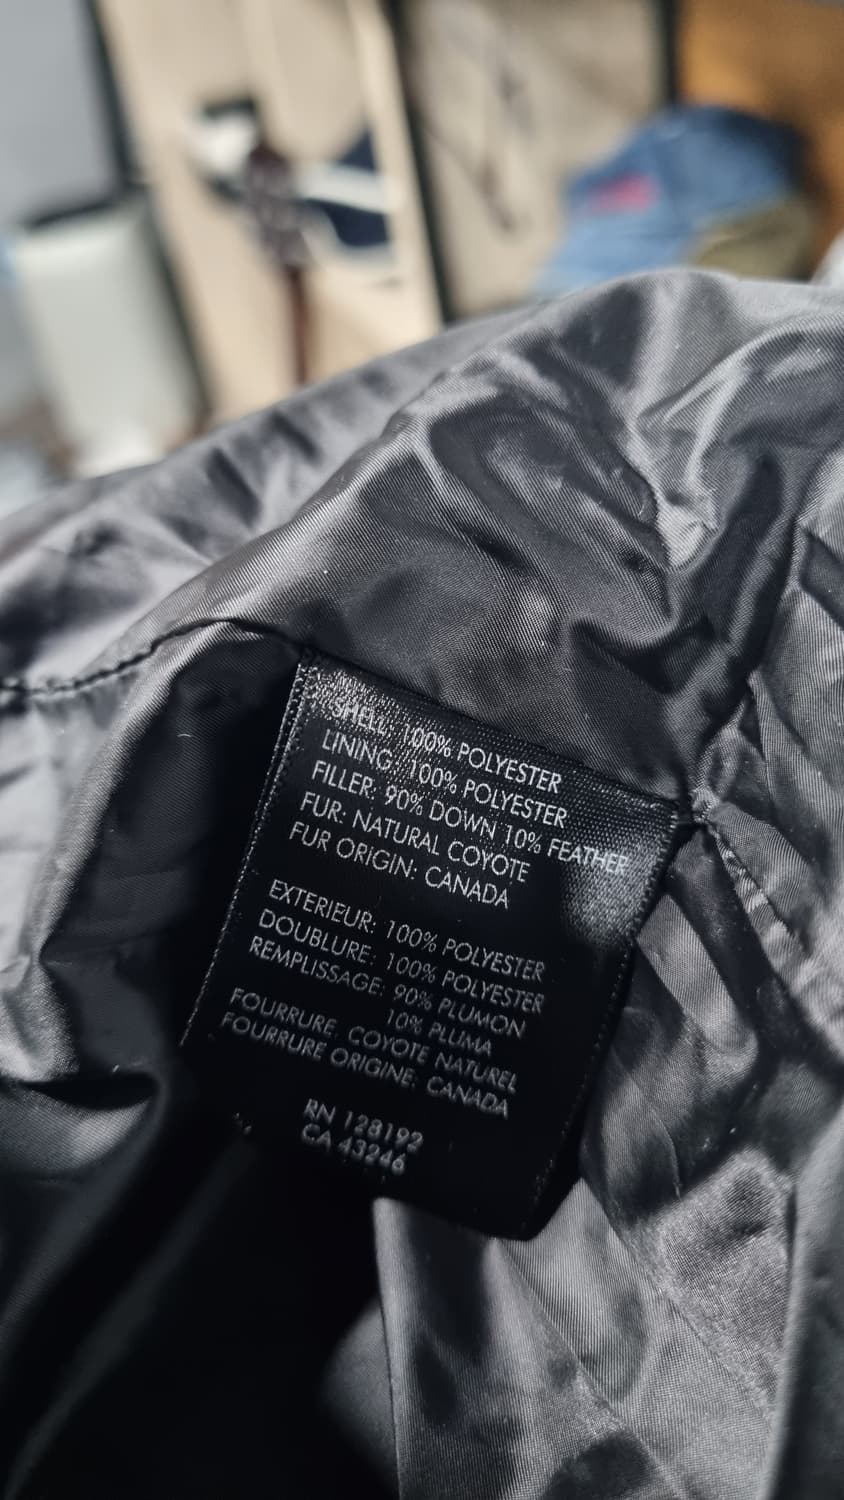 SHELL: 100% POLYESTER
LINING: 100% POLYESTER
FILLER: 90% DOWN 10% FEATHER
FUR: NATURAL COYOTE
FUR ORIGIN: CANADA
EXTERIEUR: 100% POLYESTER
DOUBLURE: 100% POLYESTER
REMPLISSAGE: 90% PLUMON
10% PLUMA
FOURRURE: COYOTE NATUREL
FOURRURE ORIGINE: CANADA
RN 128192
CA 43246